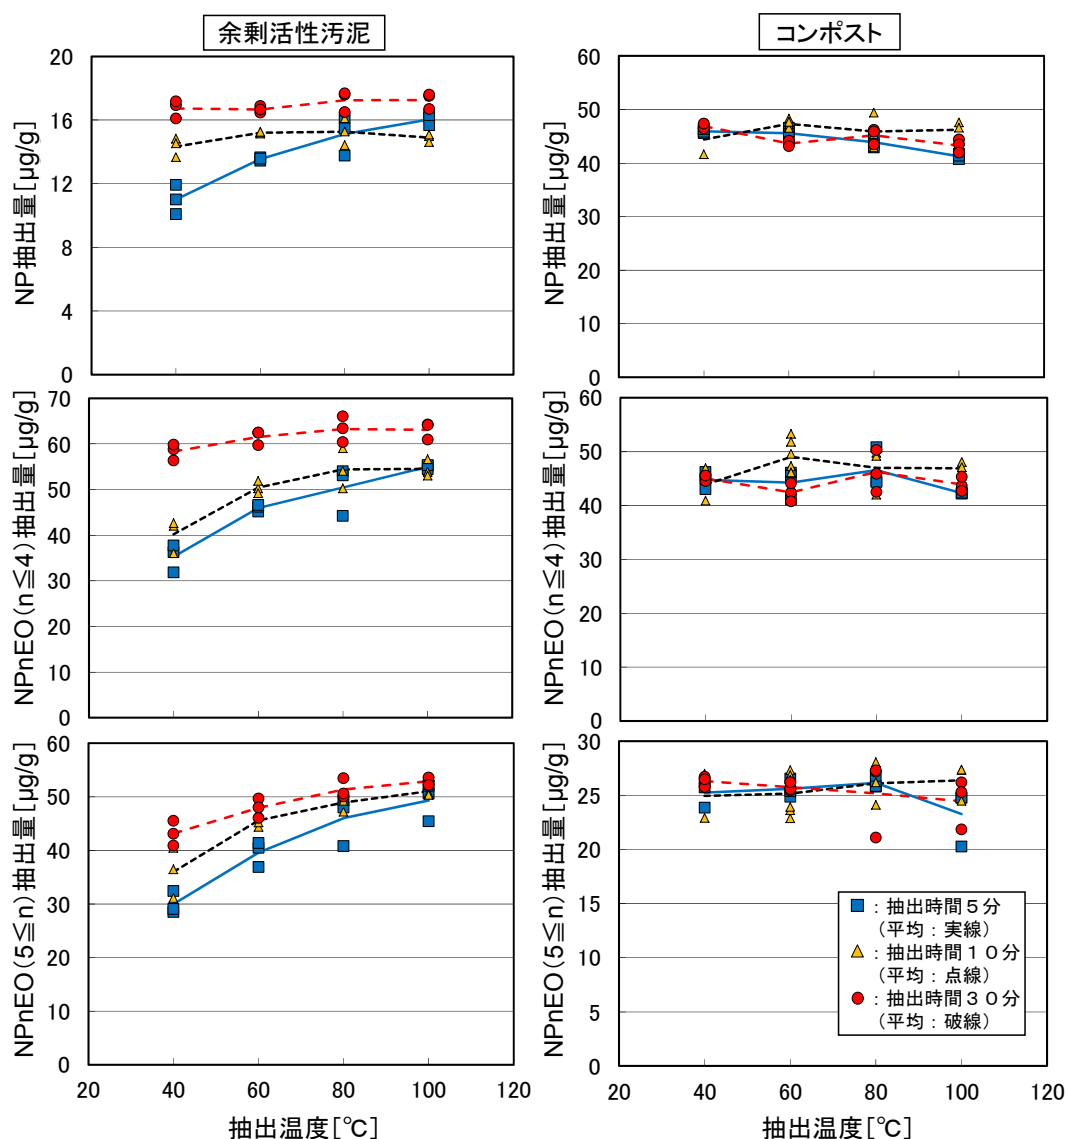 余剰活性汚泥
コンポスト
NP抽出量[μg/g]
20
16
12
8
4
0
NP抽出量[μg/g]
60
50
40
30
20
10
0
NPnEO(n≦4)抽出量[μg/g]
70
60
50
40
30
20
10
0
NPnEO(n≦4)抽出量[μg/g]
60
50
40
30
20
10
0
NPnEO(5≦n)抽出量[μg/g]
60
50
40
30
20
10
0
20 40 60 80 100 120
抽出温度[℃]
NPnEO(5≦n)抽出量[μg/g]
30
25
20
15
10
5
0
：抽出時間５分
（平均：実線）
：抽出時間１０分
（平均：点線）
：抽出時間３０分
（平均：破線）
20 40 60 80 100 120
抽出温度[℃]